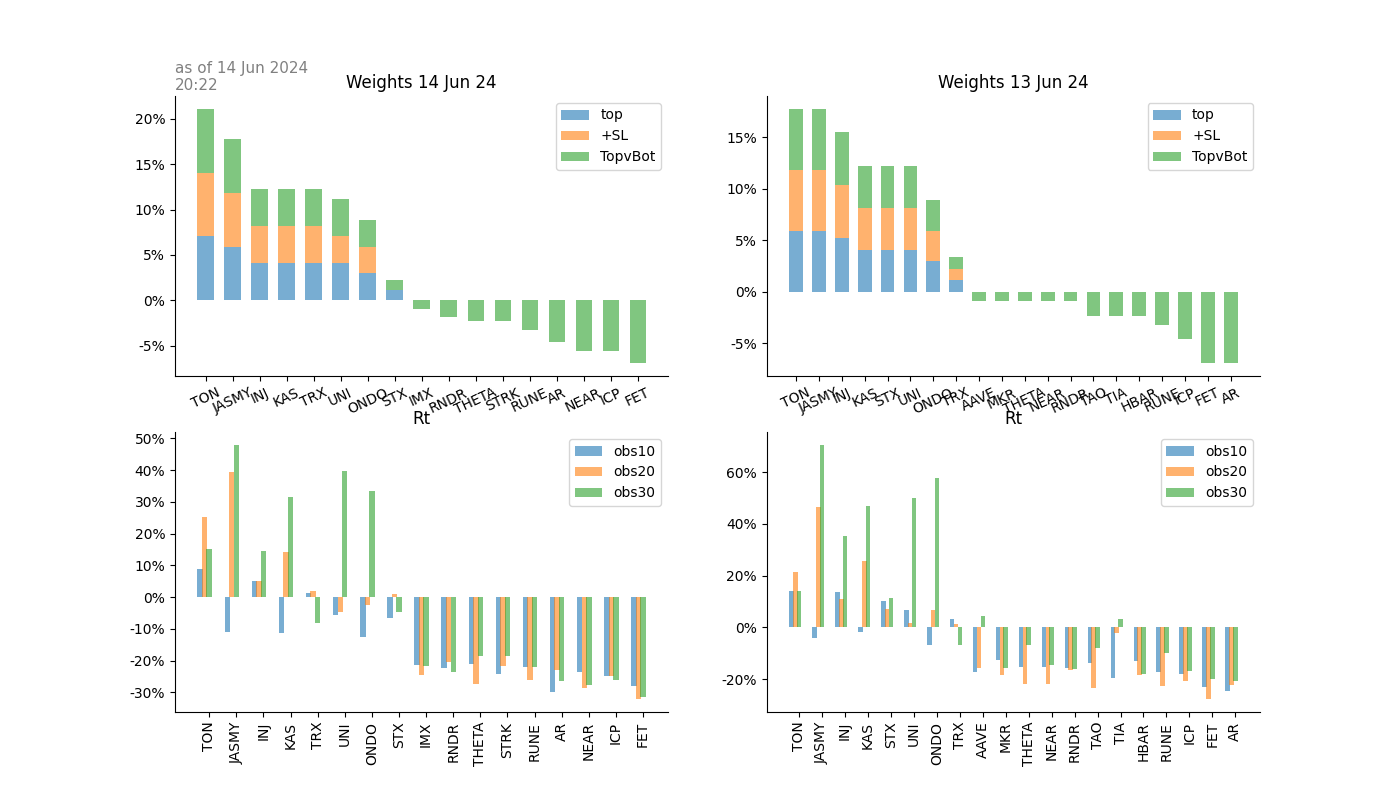 as of 14 Jun 2024
20:22
Weights 14 Jun 24
20%
15%
10%
5%
0%
-5%
top
+SL
TopvBot
TON JASMY INJ KAS TRX UNI ONDO STX IMX RNDR THETA STRK RUNE AR NEAR ICP FET
Weights 13 Jun 24
15%
10%
5%
0%
-5%
top
+SL
TopvBot
TON JASMY INJ KAS STX UNI ONDO TRX AAVE MKR THETA NEAR RNDR TAO TIA HBAR RUNE ICP FET AR
Rt
50%
40%
30%
20%
10%
0%
-10%
-20%
-30%
obs10
obs20
obs30
TON JASMY INJ KAS TRX UNI ONDO STX IMX RNDR THETA STRK RUNE AR NEAR ICP FET
Rt
60%
40%
20%
0%
-20%
obs10
obs20
obs30
TON JASMY INJ KAS STX UNI ONDO TRX AAVE MKR THETA NEAR RNDR TAO TIA HBAR RUNE ICP FET AR